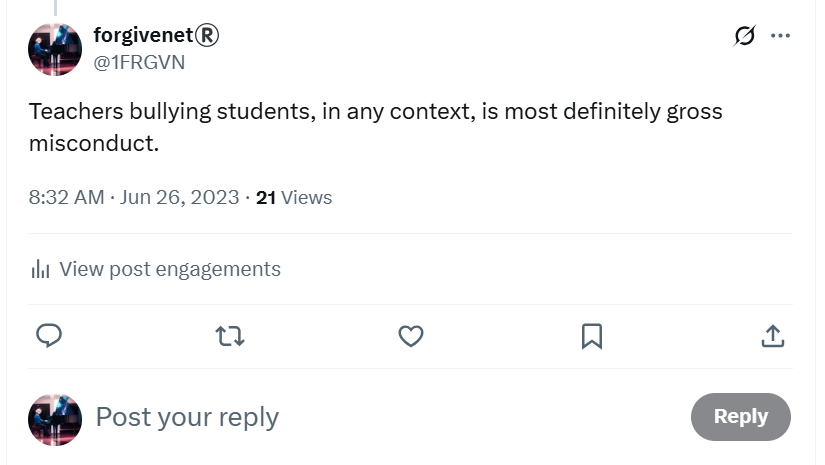 forgivenet®
@1FRGVN
Teachers bullying students, in any context, is most definitely gross
misconduct.
8:32 AM · Jun 26, 2023 · 21 Views
View post engagements
Post your reply
Reply